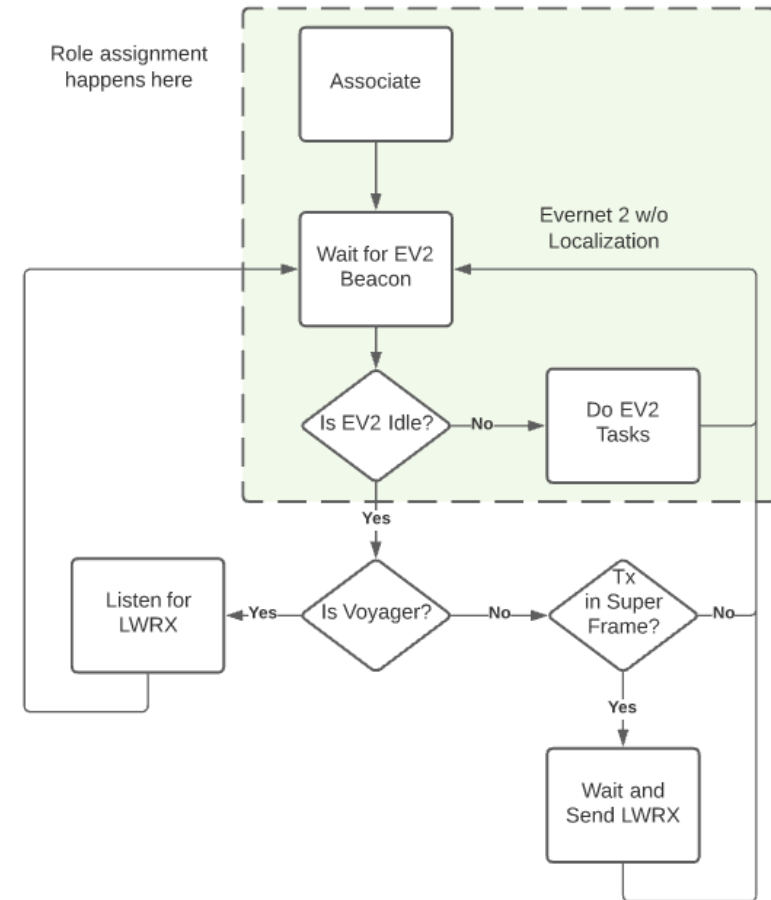 Role assignment
happens here
Associate
Evernet 2 w/o
Localization
Wait for EV2
Beacon
Is EV2 Idle?
No
Do EV2
Tasks
Yes
Listen for
LWRX
Yes
Is Voyager?
No
Tx
in Super
Frame?
No
Yes
Wait and
Send LWRX